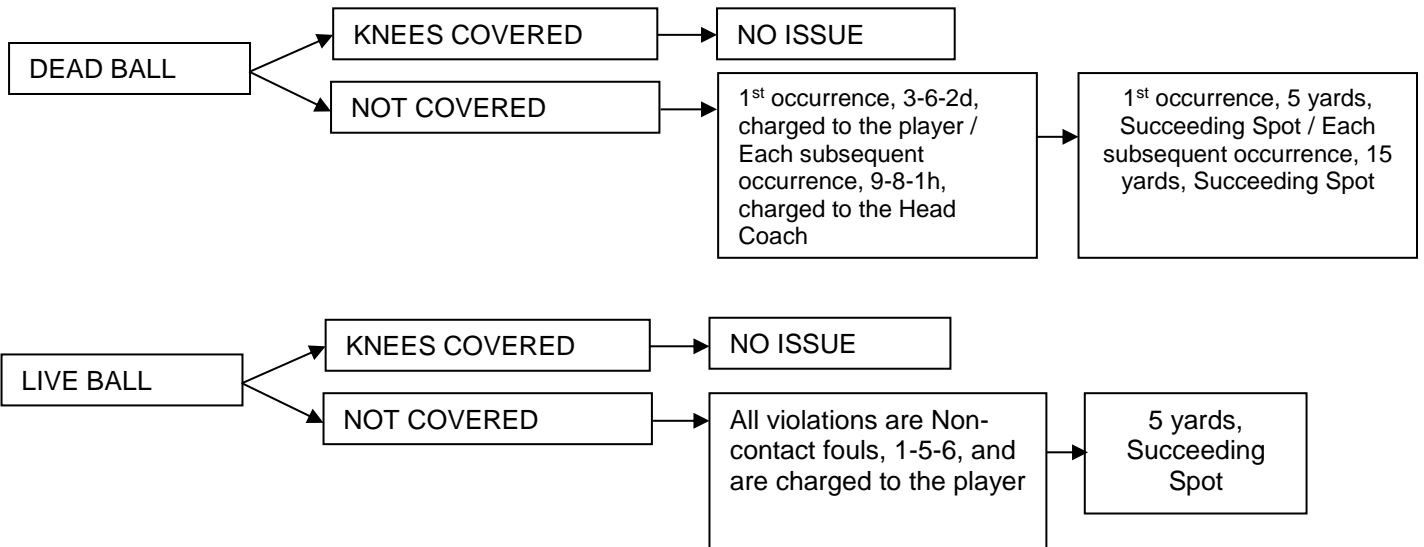 KNEES COVERED
NO ISSUE
DEAD BALL
NOT COVERED
1st occurrence, 3-6-2d,
charged to the player /
Each subsequent
occurrence, 9-8-1h,
charged to the Head
Coach
1st occurrence, 5 yards,
Succeeding Spot / Each
subsequent occurrence, 15
yards, Succeeding Spot
KNEES COVERED
NO ISSUE
LIVE BALL
NOT COVERED
All violations are Non-
contact fouls, 1-5-6, and
are charged to the player
5 yards,
Succeeding
Spot